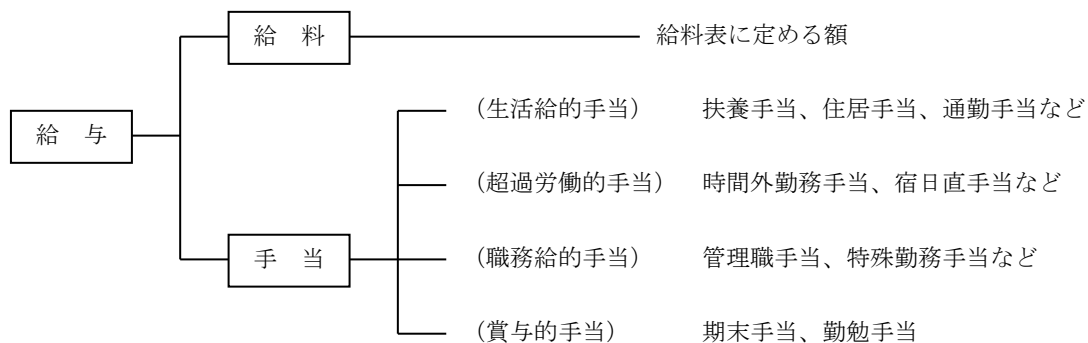 給 料 給料表に定める額
(生活給的手当) 扶養手当、住居手当、通勤手当など
給 与
(超過労働的手当) 時間外勤務手当、宿日直手当など
手 当 (職務給的手当) 管理職手当、特殊勤務手当など
(賞与的手当) 期末手当、勤勉手当